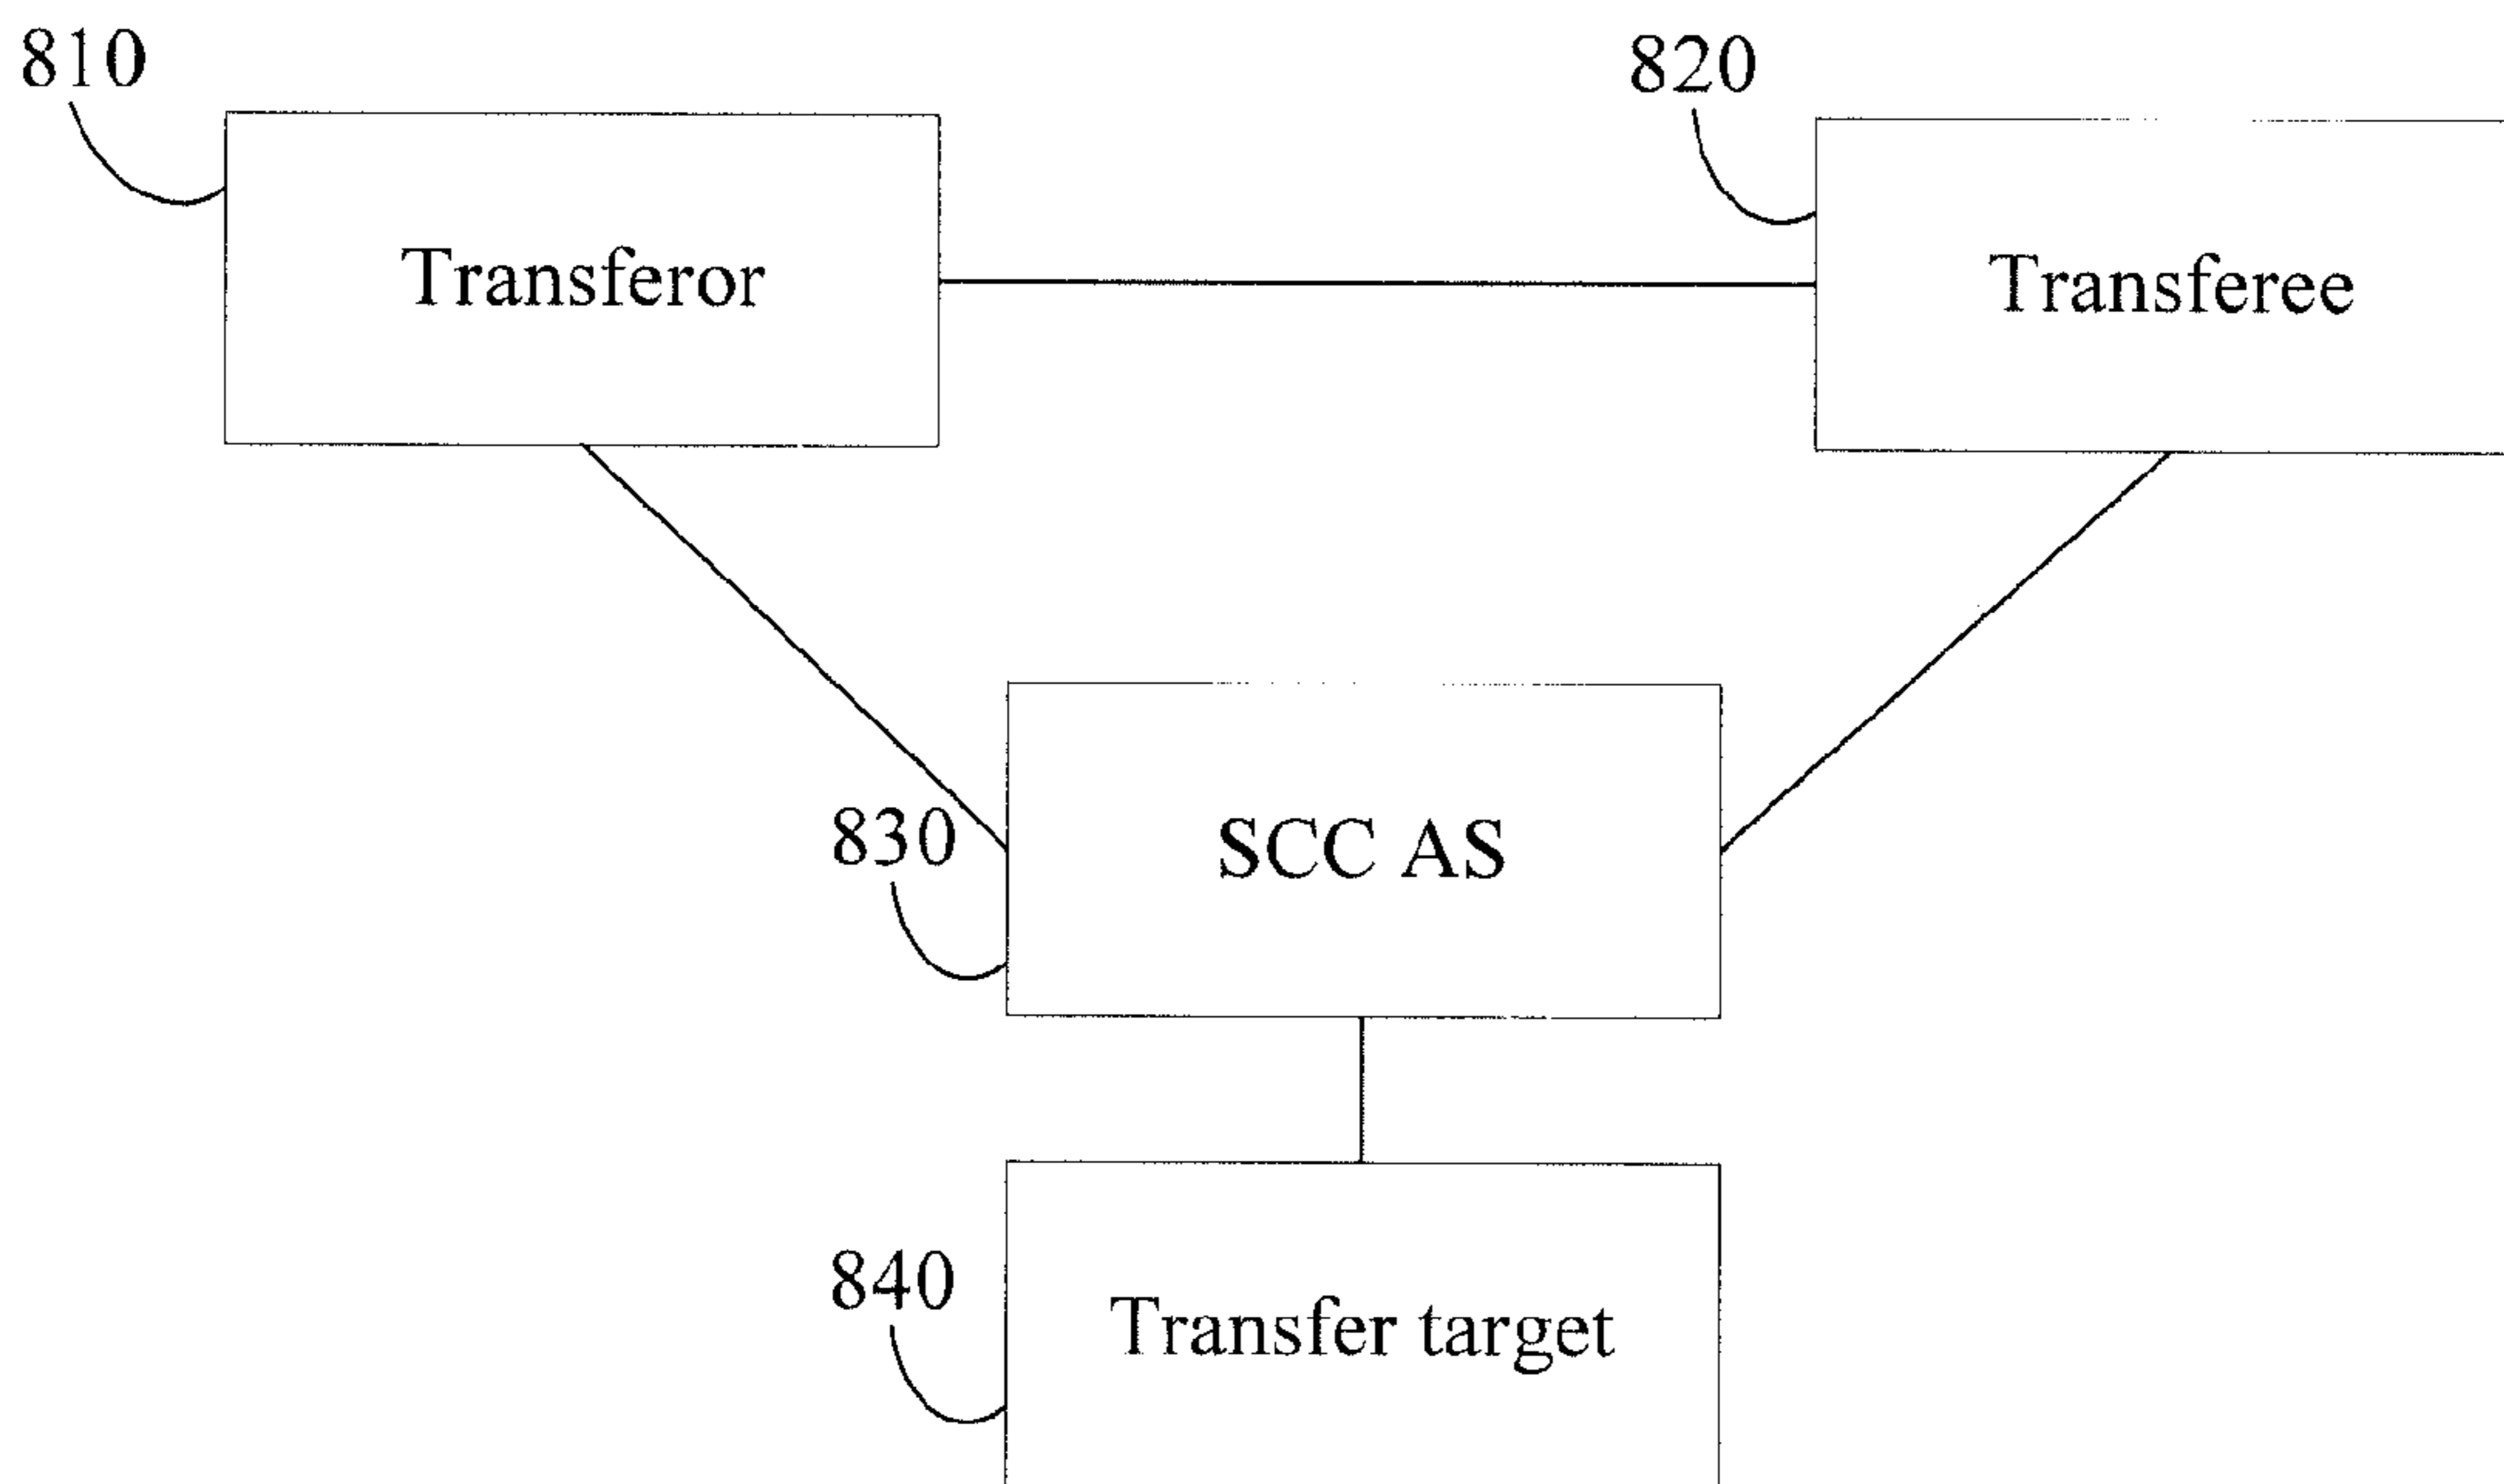 810
820
Transferor
Transferee
830
SCC AS
840
Transfer target